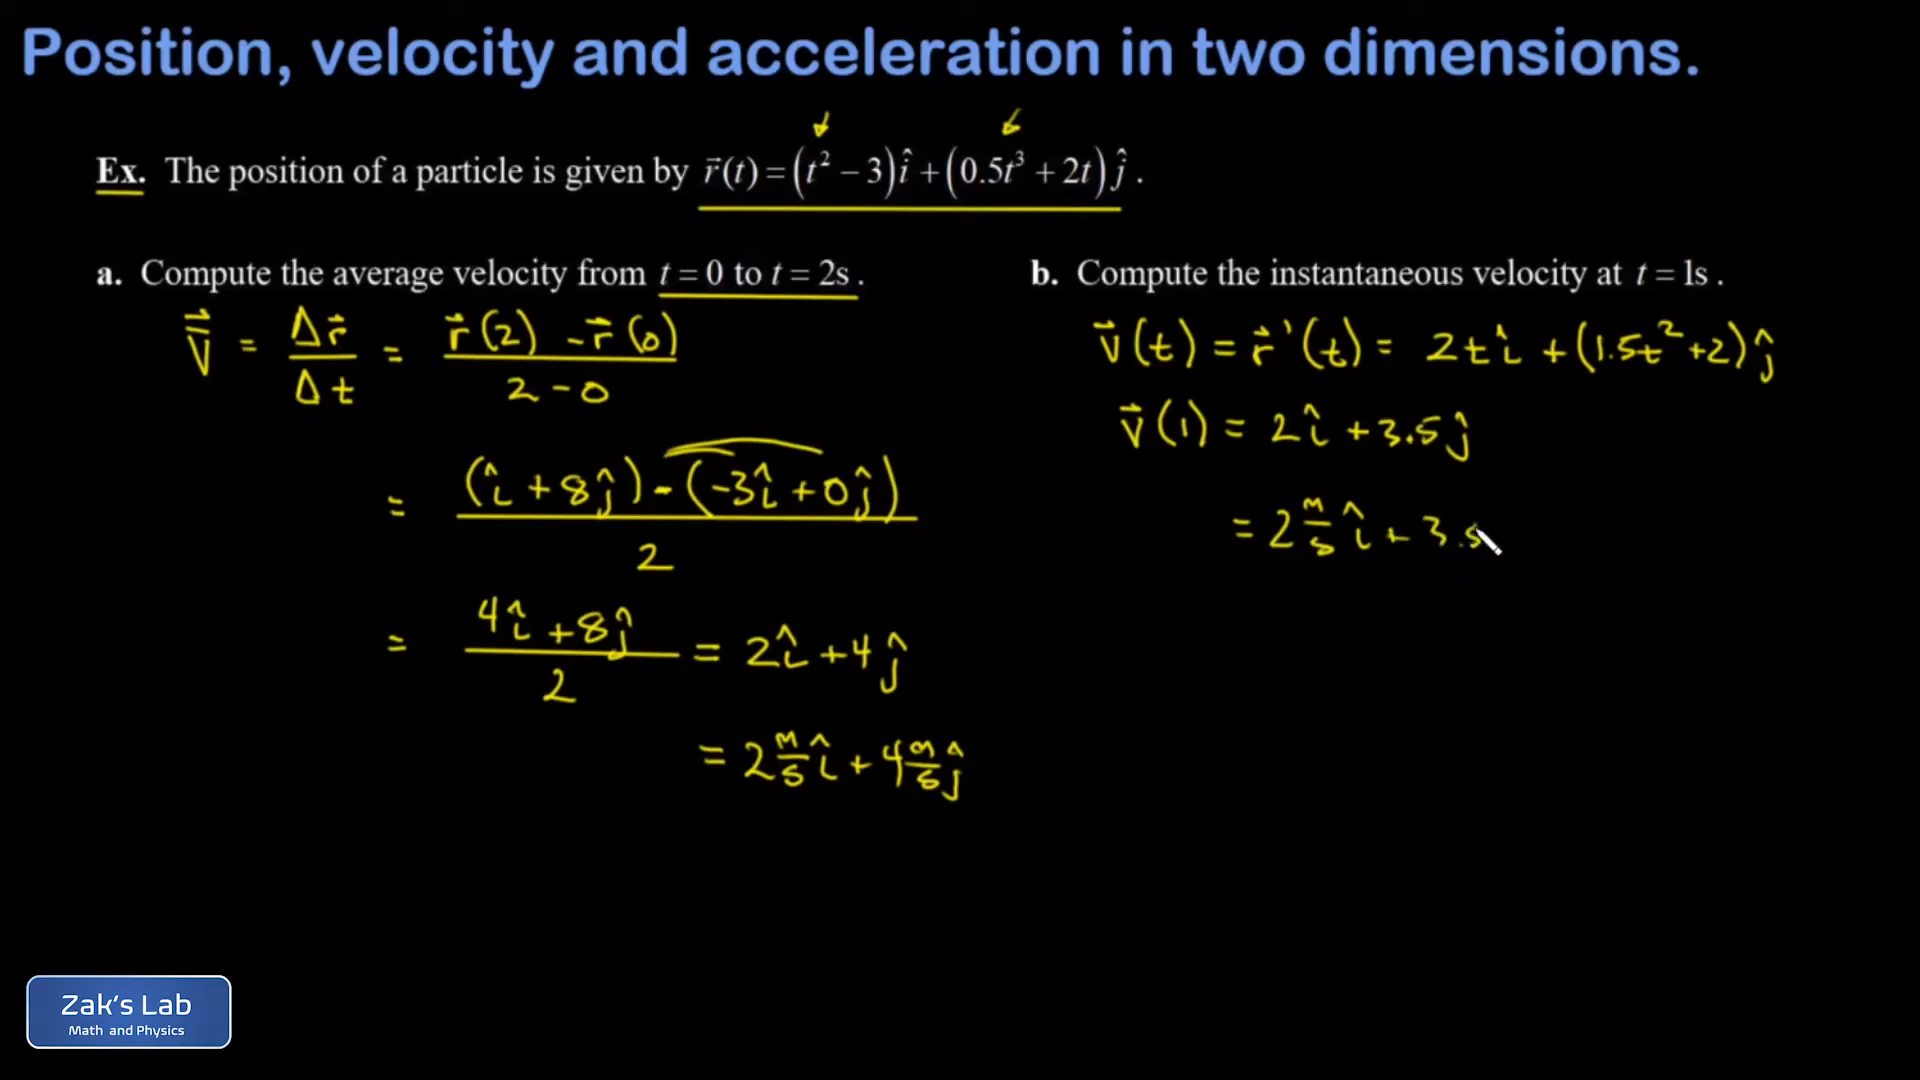 Position, velocity and acceleration in two dimensions.
Ex. The position of a particle is given by r⃗(t) = (t² − 3)î + (0.5t³ + 2t)ĵ.
a. Compute the average velocity from t = 0 to t = 2s.
v⃗̄ = Δr⃗/Δt = (r⃗(2) − r⃗(0))/(2 − 0)
= ((î + 8ĵ) − (−3î + 0ĵ))/2
= (4î + 8ĵ)/2 = 2î + 4ĵ
= 2 m/s î + 4 m/s ĵ
b. Compute the instantaneous velocity at t = 1s.
v⃗(t) = r⃗'(t) = 2tî + (1.5t² + 2)ĵ
v⃗(1) = 2î + 3.5ĵ
= 2 m/s î + 3.5
Zak's Lab
Math and Physics